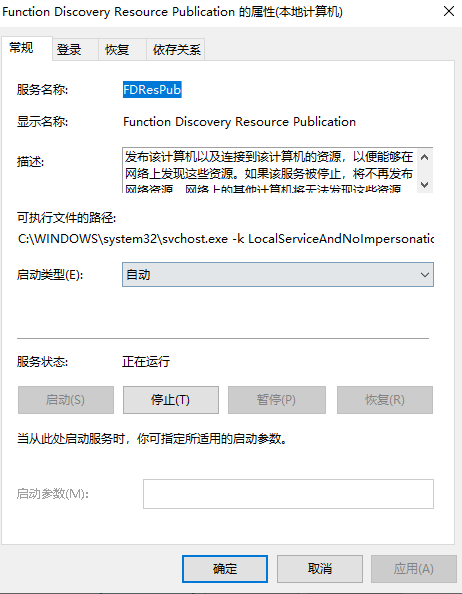 Function Discovery Resource Publication 的属性(本地计算机)
常规 登录 恢复 依存关系
服务名称: FDResPub
显示名称: Function Discovery Resource Publication
描述: 发布该计算机以及连接到该计算机的资源，以便能够在
网络上发现这些资源。如果该服务被停止，将不再发布
网络资源，网络上的其他计算机将无法发现这些资源。
可执行文件的路径:
C:\WINDOWS\system32\svchost.exe -k LocalServiceAndNoImpersonatic
启动类型(E): 自动
服务状态: 正在运行
启动(S) 停止(T) 暂停(P) 恢复(R)
当从此处启动服务时，你可指定所适用的启动参数。
启动参数(M):
确定 取消 应用(A)